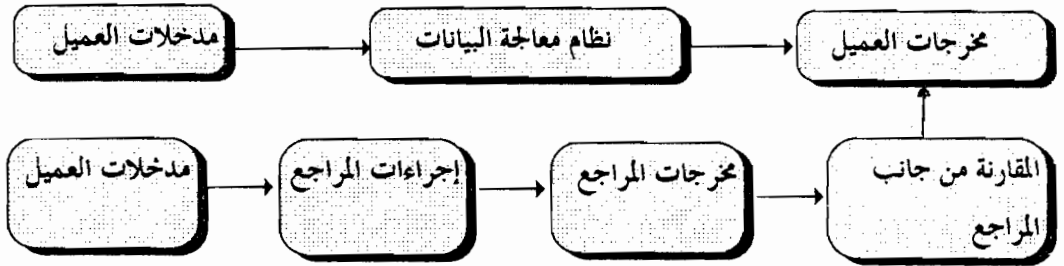 مدخلات العميل
نظام معالجة البيانات
مخرجات العميل
مدخلات العميل
إجراءات المراجع
مخرجات المراجع
المقارنة من جانب
المراجع